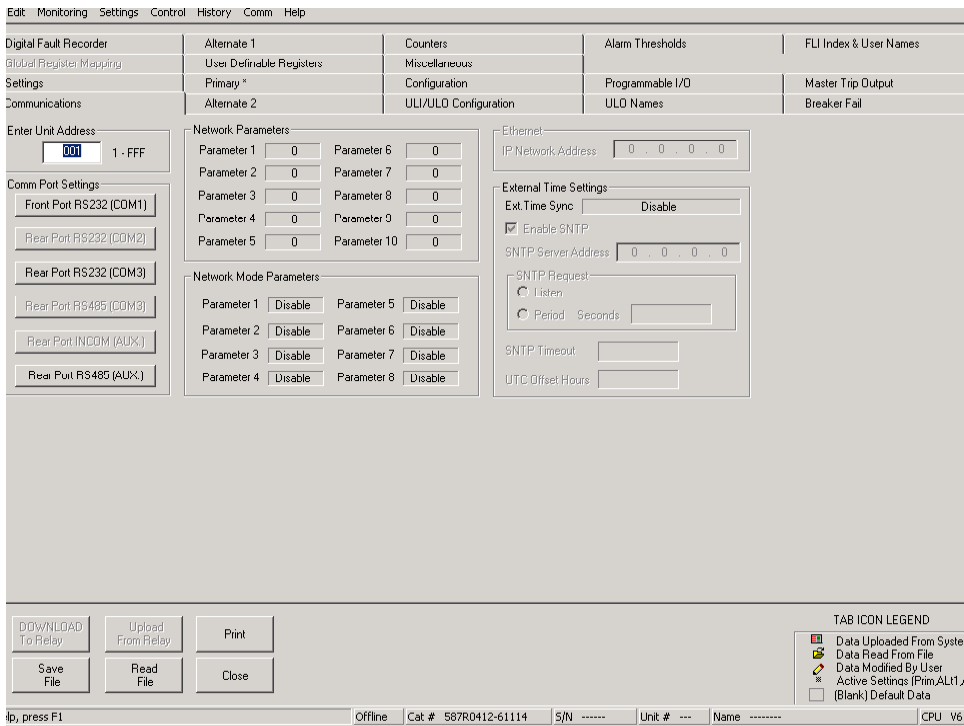 Edit Monitoring Settings Control History Comm Help
Digital Fault Recorder Alternate 1 Counters Alarm Thresholds FLI Index & User Names
Global Register Mapping User Definable Registers Miscellaneous
Settings Primary * Configuration Programmable I/O Master Trip Output
Communications Alternate 2 ULI/ULO Configuration ULO Names Breaker Fail
Enter Unit Address
001 1 - FFF
Comm Port Settings
Front Port RS232 (COM1)
Rear Port RS232 (COM2)
Rear Port RS232 (COM3)
Rear Port RS485 (COM3)
Rear Port INCOM (AUX.)
Rear Port RS485 (AUX.)
Network Parameters
Parameter 1 0 Parameter 6 0
Parameter 2 0 Parameter 7 0
Parameter 3 0 Parameter 8 0
Parameter 4 0 Parameter 9 0
Parameter 5 0 Parameter 10 0
Network Mode Parameters
Parameter 1 Disable Parameter 5 Disable
Parameter 2 Disable Parameter 6 Disable
Parameter 3 Disable Parameter 7 Disable
Parameter 4 Disable Parameter 8 Disable
Ethernet
IP Network Address 0 . 0 . 0 . 0
External Time Settings
Ext.Time Sync Disable
Enable SNTP
SNTP Server Address 0 . 0 . 0 . 0
SNTP Request
Listen
Period Seconds
SNTP Timeout
UTC Offset Hours
DOWNLOAD To Relay
Upload From Relay
Print
Save File
Read File
Close
TAB ICON LEGEND
Data Uploaded From Syste
Data Read From File
Data Modified By User
* Active Settings (Prim,ALt1,
(Blank) Default Data
lp, press F1 Offline Cat # 587R0412-61114 S/N ------ Unit # --- Name -------- CPU V6